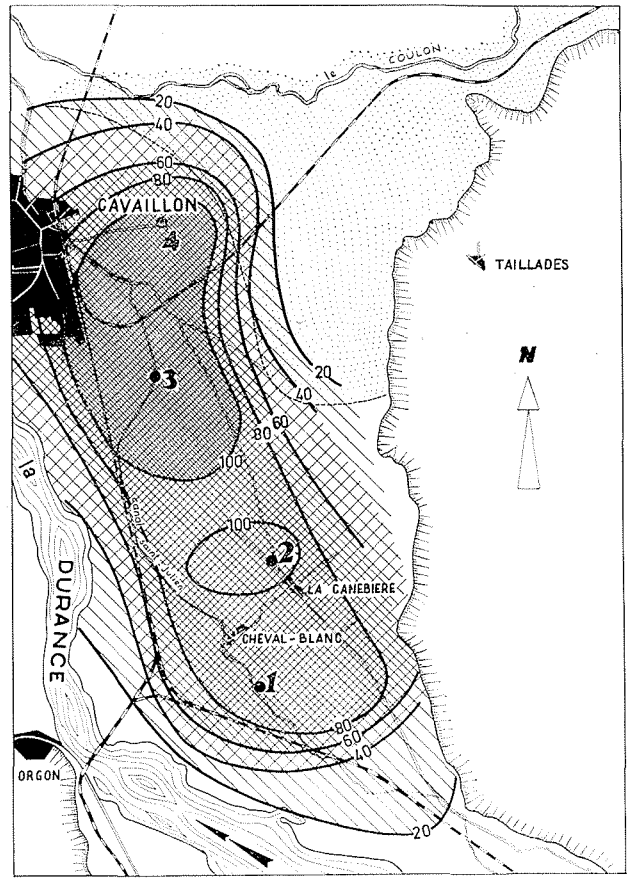 le COULON
20
40
60
80
CAVAILLON
4
TAILLADES
N
20
3
40
60
80
100
la DURANCE
100
2
LA CANEBIERE
CHEVAL-BLANC
1
80
60
40
ORGON
20